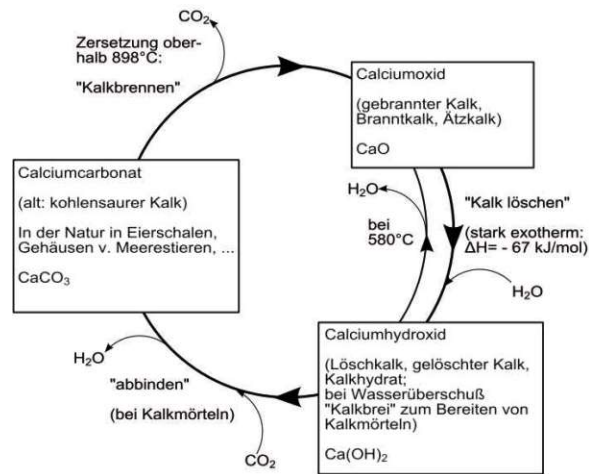 CO₂
Zersetzung ober-
halb 898°C:
"Kalkbrennen"
Calciumoxid
(gebrannter Kalk,
Branntkalk, Ätzkalk)
CaO
Calciumcarbonat
(alt: kohlensaurer Kalk)
In der Natur in Eierschalen,
Gehäusen v. Meerestieren, ...
CaCO₃
H₂O
bei
580°C
"Kalk löschen"
(stark exotherm:
ΔH= - 67 kJ/mol)
H₂O
Calciumhydroxid
(Löschkalk, gelöschter Kalk,
Kalkhydrat;
bei Wasserüberschuß
"Kalkbrei" zum Bereiten von
Kalkmörteln)
Ca(OH)₂
H₂O
"abbinden"
(bei Kalkmörteln)
CO₂